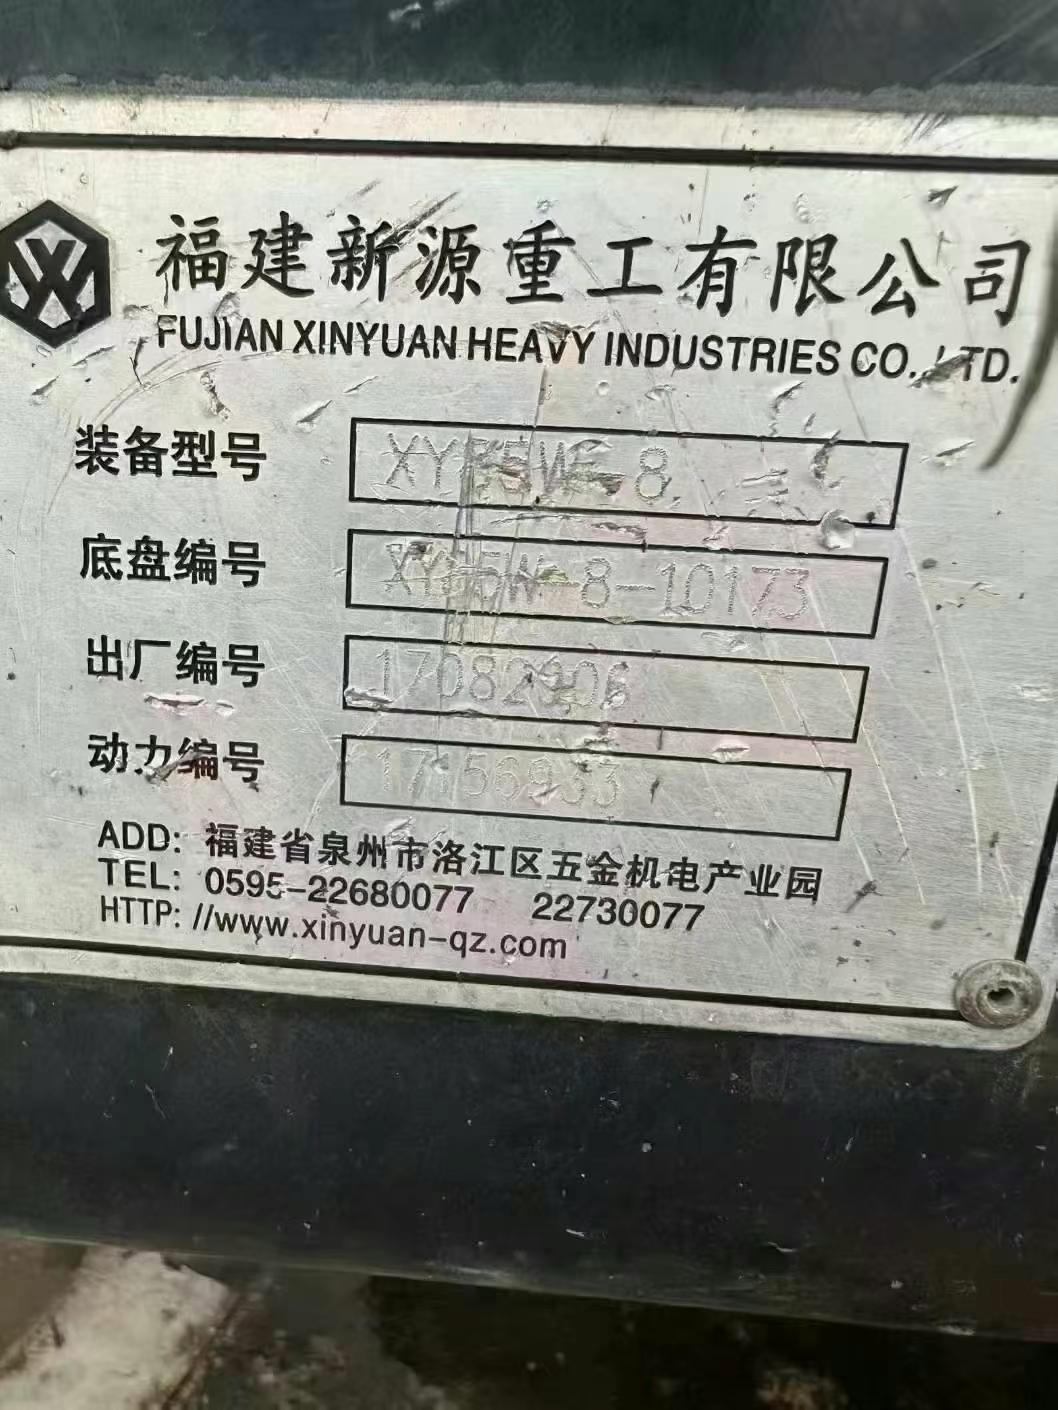 福建新源重工有限公司
FUJIAN XINYUAN HEAVY INDUSTRIES CO.,LTD.
装备型号
底盘编号
出厂编号 17082906
动力编号
ADD: 福建省泉州市洛江区五金机电产业园
TEL: 0595-22680077 22730077
HTTP: //www.xinyuan-qz.com